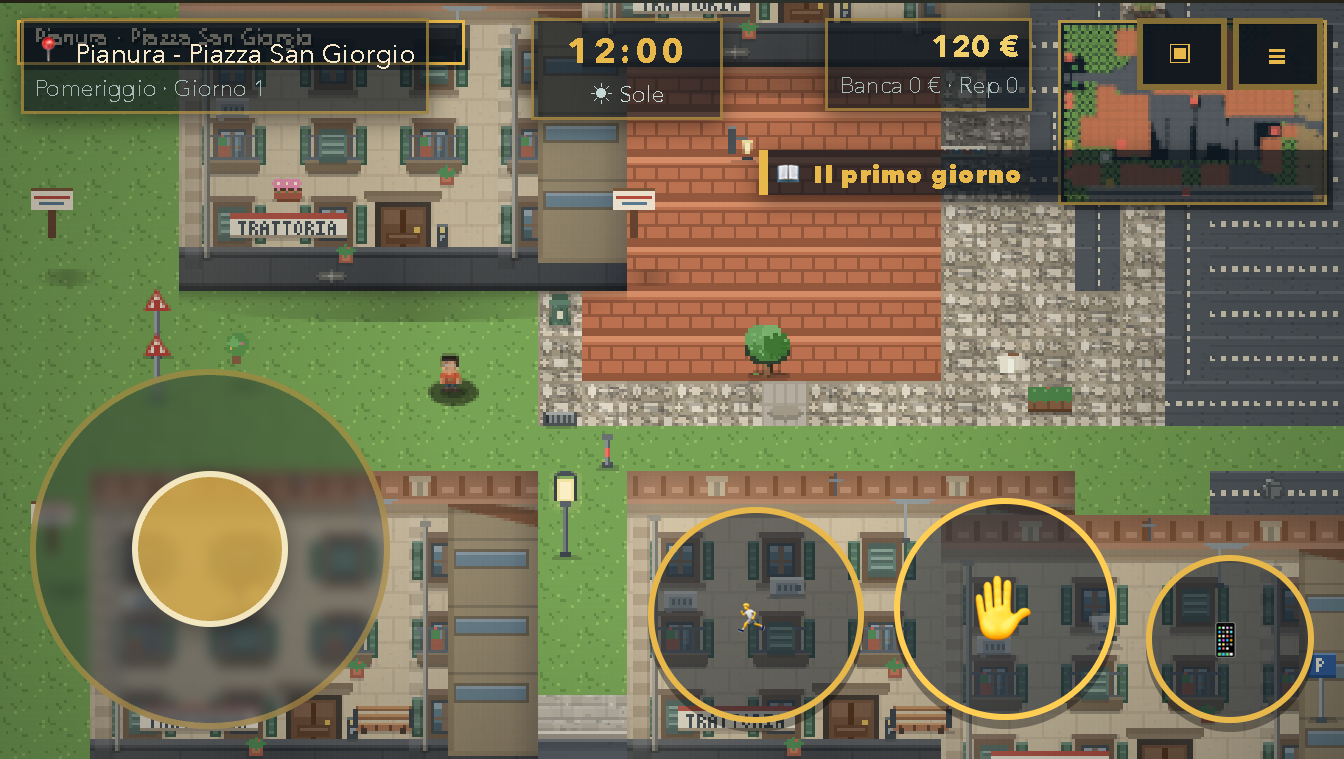 Pianura · Piazza San Giorgio
Pianura - Piazza San Giorgio
Pomeriggio · Giorno 1
12:00
Sole
120 €
Banca 0 € · Rep 0
Il primo giorno
TRATTORIA
TRATTORIA
TRATTORIA
P